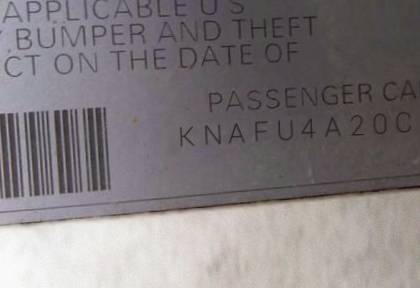 APPLICABLE U S
BUMPER AND THEFT
CT ON THE DATE OF
PASSENGER CA
KNAFU4A20C